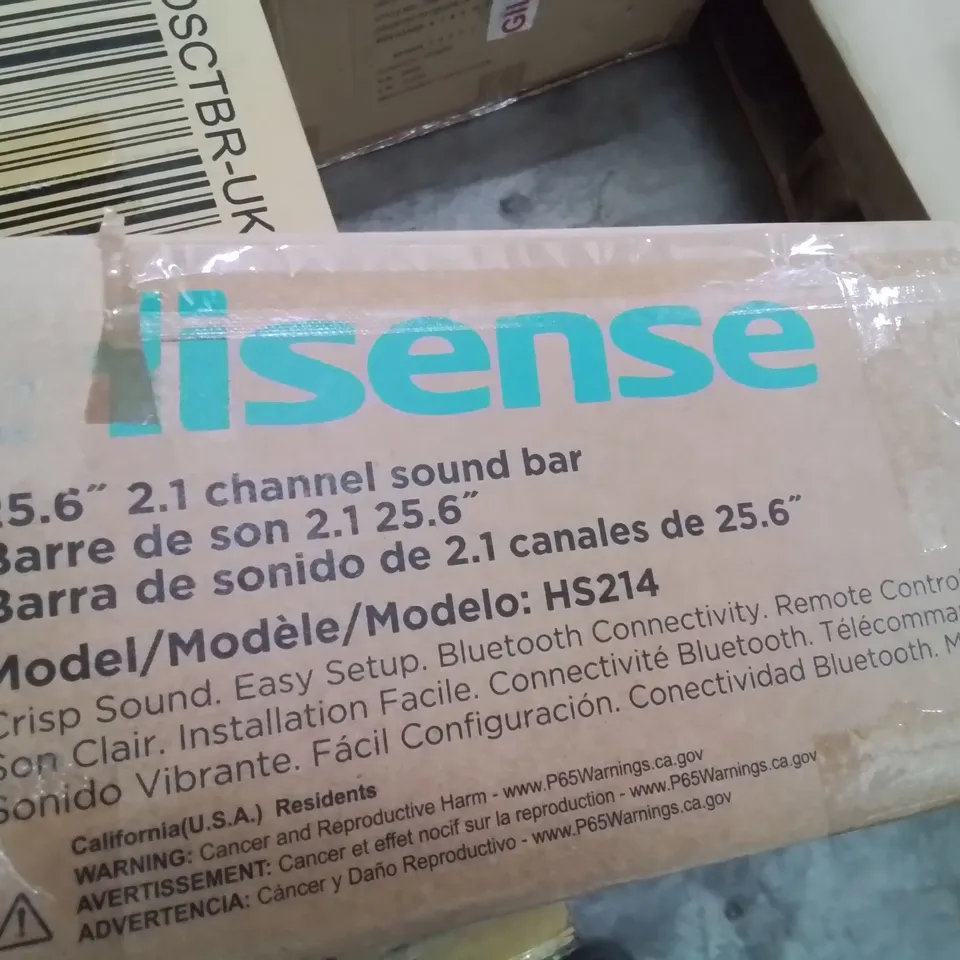 OSCTBR-UK
Hisense
25.6″ 2.1 channel sound bar
Barre de son 2.1 25.6″
Barra de sonido de 2.1 canales de 25.6″
Model/Modèle/Modelo: HS214
Crisp Sound. Easy Setup. Bluetooth Connectivity. Remote Control
Son Clair. Installation Facile. Connectivité Bluetooth. Télécomma
Sonido Vibrante. Fácil Configuración. Conectividad Bluetooth. M
California(U.S.A.) Residents
WARNING: Cancer and Reproductive Harm - www.P65Warnings.ca.gov
AVERTISSEMENT: Cancer et effet nocif sur la reproduction - www.P65Warnings.ca.gov
ADVERTENCIA: Cáncer y Daño Reproductivo - www.P65Warnings.ca.gov